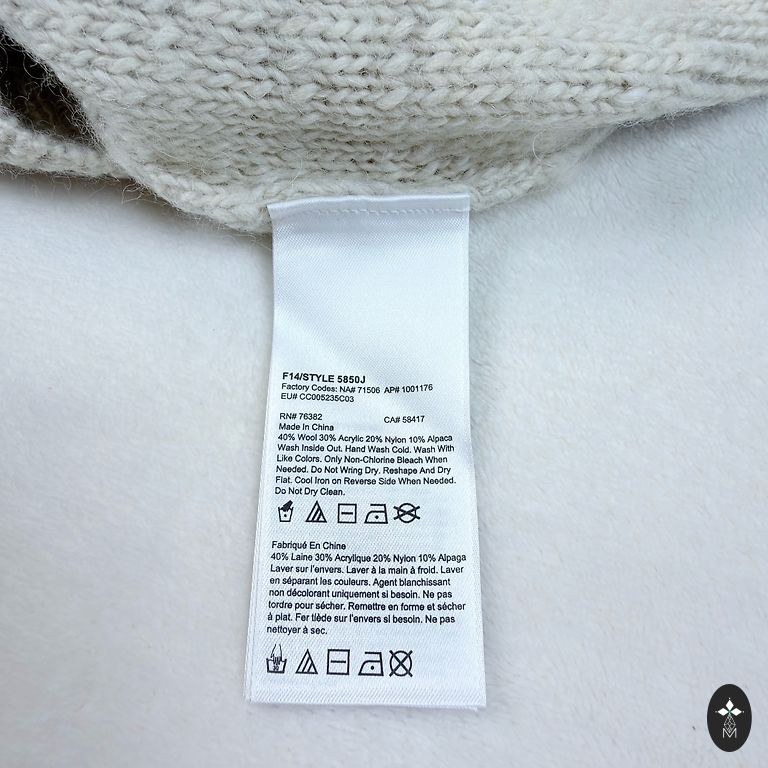 F14/STYLE 5850J
Factory Codes: NA# 71506 AP# 1001176
EU# CC005235C03
RN# 76382 CA# 58417
Made In China
40% Wool 30% Acrylic 20% Nylon 10% Alpaca
Wash Inside Out. Hand Wash Cold. Wash With
Like Colors. Only Non-Chlorine Bleach When
Needed. Do Not Wring Dry. Reshape And Dry
Flat. Cool Iron on Reverse Side When Needed.
Do Not Dry Clean.
Fabriqué En Chine
40% Laine 30% Acrylique 20% Nylon 10% Alpaga
Laver sur l'envers. Laver à la main à froid. Laver
en séparant les couleurs. Agent blanchissant
non décolorant uniquement si besoin. Ne pas
tordre pour sécher. Remettre en forme et sécher
à plat. Fer tiède sur l'envers si besoin. Ne pas
nettoyer à sec.
30
M